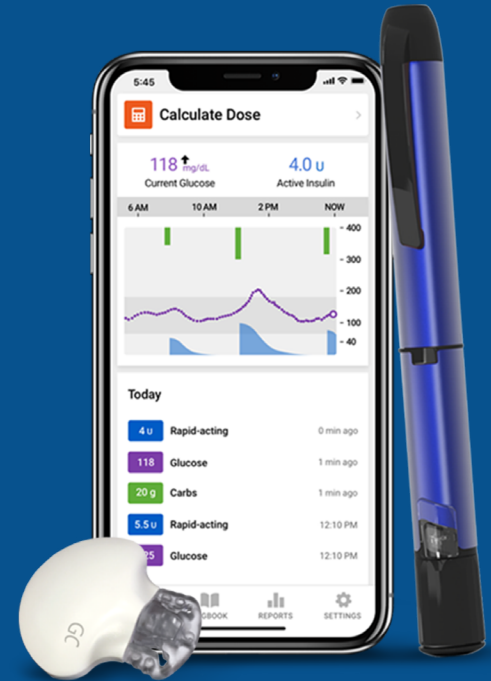 5:45
Calculate Dose
118 mg/dL
4.0 U
Current Glucose
Active Insulin
6 AM 10 AM 2 PM NOW
400
300
200
100
40
Today
4 U Rapid-acting 0 min ago
118 Glucose 1 min ago
20 g Carbs 1 min ago
5.5 U Rapid-acting 12:10 PM
25 Glucose 12:10 PM
GBOOK REPORTS SETTINGS
GC